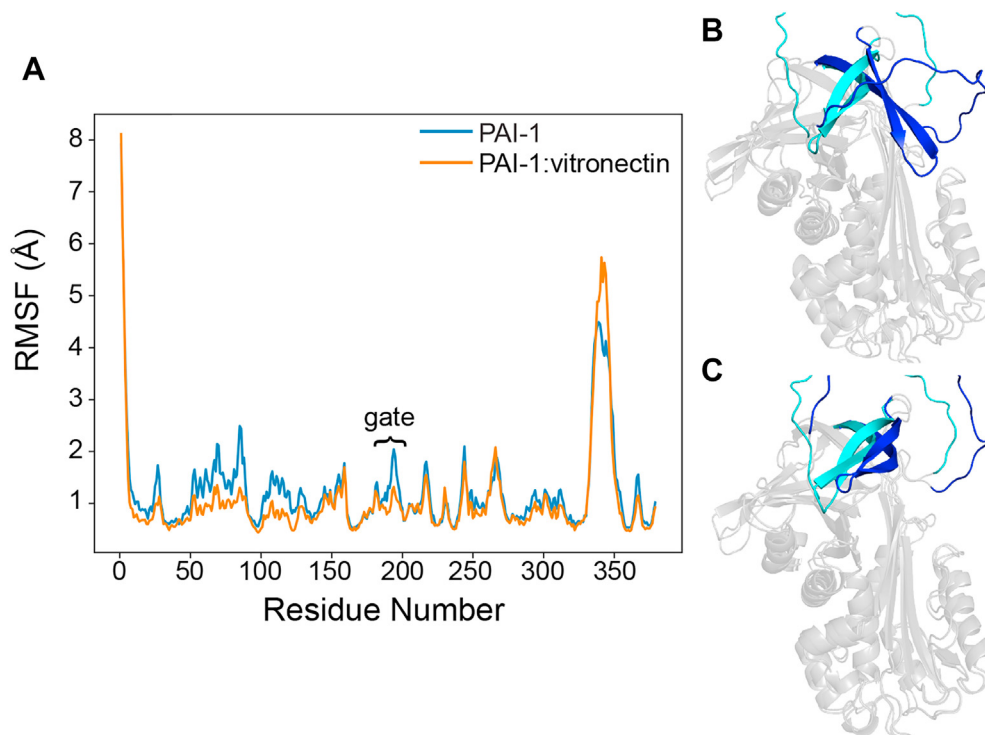 A
B
PAI-1
PAI-1:vitronectin
8
7
6
5
4
3
2
1
RMSF (Å)
gate
0 50 100 150 200 250 300 350
Residue Number
C